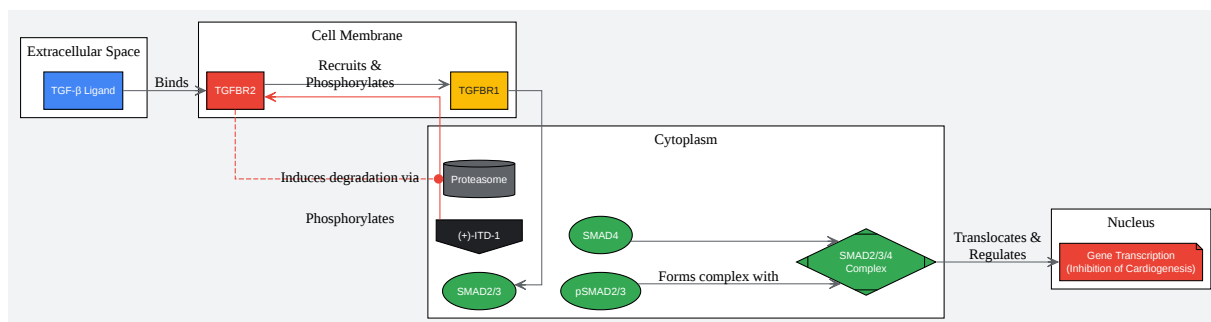 Extracellular Space
TGF-β Ligand
Binds
Cell Membrane
TGFBR2
Recruits &
Phosphorylates
TGFBR1
Cytoplasm
Induces degradation via
Proteasome
Phosphorylates
(+)-ITD-1
SMAD2/3
SMAD4
pSMAD2/3
Forms complex with
SMAD2/3/4
Complex
Translocates &
Regulates
Nucleus
Gene Transcription
(Inhibition of Cardiogenesis)